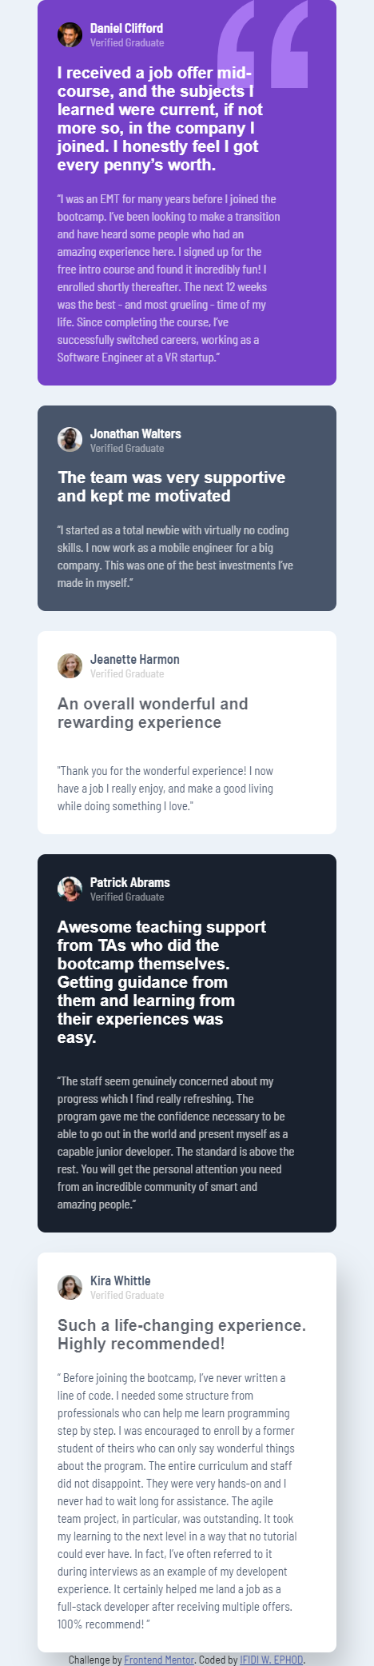 Daniel Clifford
Verified Graduate
I received a job offer mid-
course, and the subjects I
learned were current, if not
more so, in the company I
joined. I honestly feel I got
every penny’s worth.
“I was an EMT for many years before I joined the
bootcamp. I’ve been looking to make a transition
and have heard some people who had an
amazing experience here. I signed up for the
free intro course and found it incredibly fun! I
enrolled shortly thereafter. The next 12 weeks
was the best - and most grueling - time of my
life. Since completing the course, I’ve
successfully switched careers, working as a
Software Engineer at a VR startup.”
Jonathan Walters
Verified Graduate
The team was very supportive
and kept me motivated
“I started as a total newbie with virtually no coding
skills. I now work as a mobile engineer for a big
company. This was one of the best investments I’ve
made in myself.”
Jeanette Harmon
Verified Graduate
An overall wonderful and
rewarding experience
"Thank you for the wonderful experience! I now
have a job I really enjoy, and make a good living
while doing something I love."
Patrick Abrams
Verified Graduate
Awesome teaching support
from TAs who did the
bootcamp themselves.
Getting guidance from
them and learning from
their experiences was
easy.
“The staff seem genuinely concerned about my
progress which I find really refreshing. The
program gave me the confidence necessary to be
able to go out in the world and present myself as a
capable junior developer. The standard is above the
rest. You will get the personal attention you need
from an incredible community of smart and
amazing people.”
Kira Whittle
Verified Graduate
Such a life-changing experience.
Highly recommended!
“ Before joining the bootcamp, I’ve never written a
line of code. I needed some structure from
professionals who can help me learn programming
step by step. I was encouraged to enroll by a former
student of theirs who can only say wonderful things
about the program. The entire curriculum and staff
did not disappoint. They were very hands-on and I
never had to wait long for assistance. The agile
team project, in particular, was outstanding. It took
my learning to the next level in a way that no tutorial
could ever have. In fact, I’ve often referred to it
during interviews as an example of my developent
experience. It certainly helped me land a job as a
full-stack developer after receiving multiple offers.
100% recommend! ”
Challenge by Frontend Mentor. Coded by IFIDI W. EPHOD.